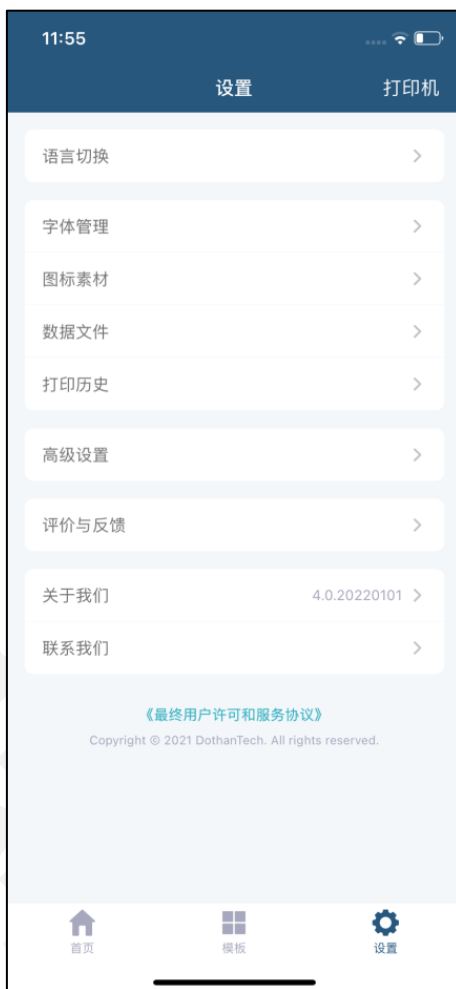 11:55
设置 打印机
语言切换
字体管理
图标素材
数据文件
打印历史
高级设置
评价与反馈
关于我们 4.0.20220101
联系我们
《最终用户许可和服务协议》
Copyright © 2021 DothanTech. All rights reserved.
首页 模板 设置